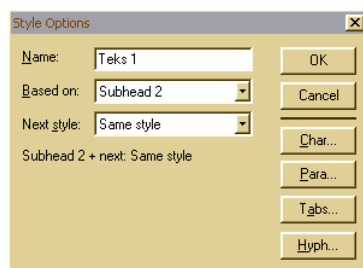 Style Options
Name: Teks 1
OK
Based on: Subhead 2
Cancel
Next style: Same style
Subhead 2 + next: Same style
Char...
Para...
Tabs...
Hyph...